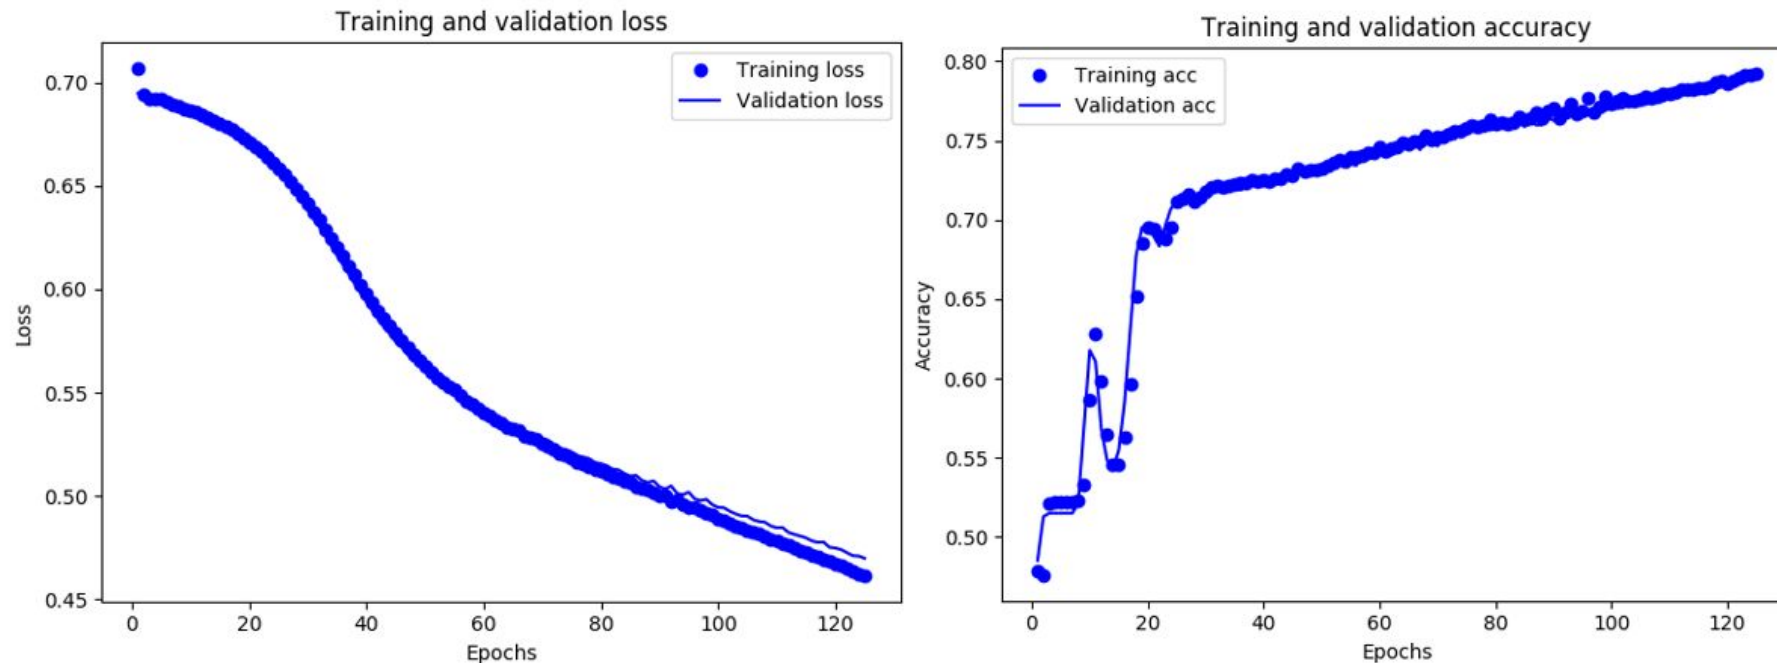 Training and validation loss
Training loss
Validation loss
0.70
0.65
0.60
0.55
0.50
0.45
Loss
0 20 40 60 80 100 120
Epochs
Training and validation accuracy
Training acc
Validation acc
0.80
0.75
0.70
0.65
0.60
0.55
0.50
Accuracy
0 20 40 60 80 100 120
Epochs